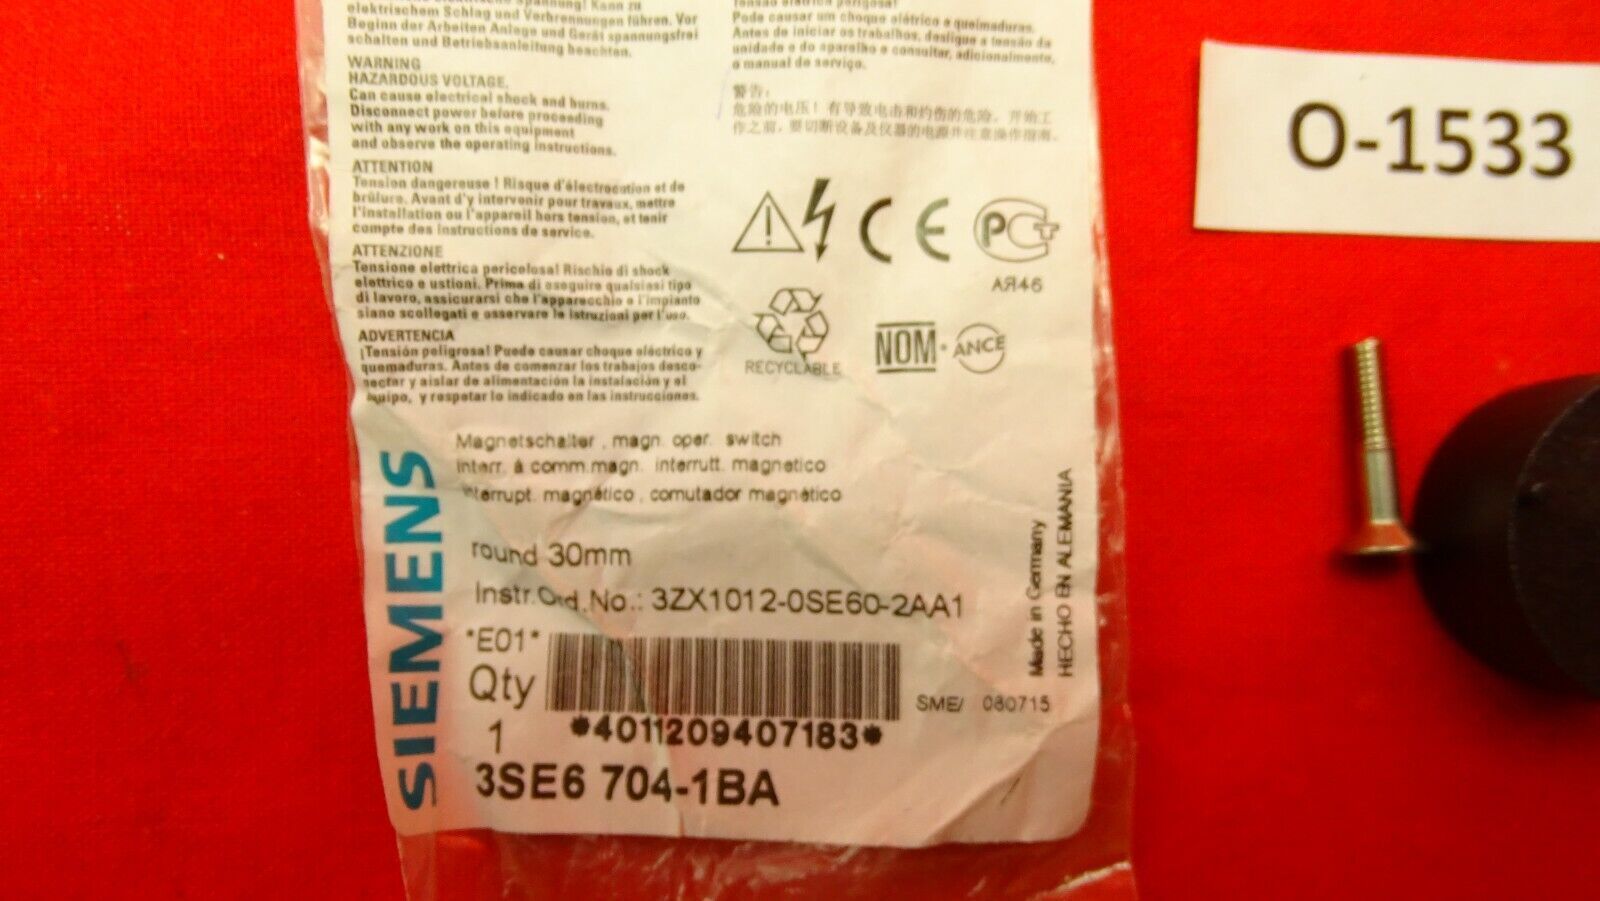 elektrischem Schlag und Verbrennungen führen. Vor
Beginn der Arbeiten Anlage und Gerät spannungsfrei
schalten und Betriebsanleitung beachten.
WARNING
HAZARDOUS VOLTAGE.
Can cause electrical shock and burns.
Disconnect power before proceeding
with any work on this equipment
and observe the operating instructions.
ATTENTION
Tension dangereuse ! Risque d'électrocution et de
brûlure. Avant d'y intervenir pour travaux, mettre
l'installation ou l'appareil hors tension, et tenir
compte des instructions de service.
ATTENZIONE
Tensione elettrica pericolosa! Rischio di shock
elettrico e ustioni. Prima di eseguire qualsiasi tipo
di lavoro, assicurarsi che l'apparecchio e l'impianto
siano scollegati e osservare le istruzioni per l'uso.
ADVERTENCIA
¡Tensión peligrosa! Puede causar choque eléctrico y
quemaduras. Antes de comenzar los trabajos desco-
nectar y aislar de alimentación la instalación y el
equipo, y respetar lo indicado en las instrucciones.
Tensão elétrica perigosa!
Pode causar um choque elétrico e queimaduras.
Antes de iniciar os trabalhos, desligue a tensão da
unidade e do aparelho e consultar, adicionalmente,
o manual de serviço.
警告:
危险的电压! 有导致电击和灼伤的危险。开始工
作之前,要切断设备及仪器的电源并注意操作指南。
CE
РСТ
АЯ46
RECYCLABLE
NOM-ANCE
Magnetschalter , magn. oper. switch
interr. à comm.magn. interrutt. magnetico
interrupt. magnético , comutador magnético
round 30mm
Instr.Ord.No.: 3ZX1012-0SE60-2AA1
*E01*
Qty
1
*4011209407183*
SME/ 080715
3SE6 704-1BA
SIEMENS
Made in Germany
HECHO EN ALEMANIA
O-1533